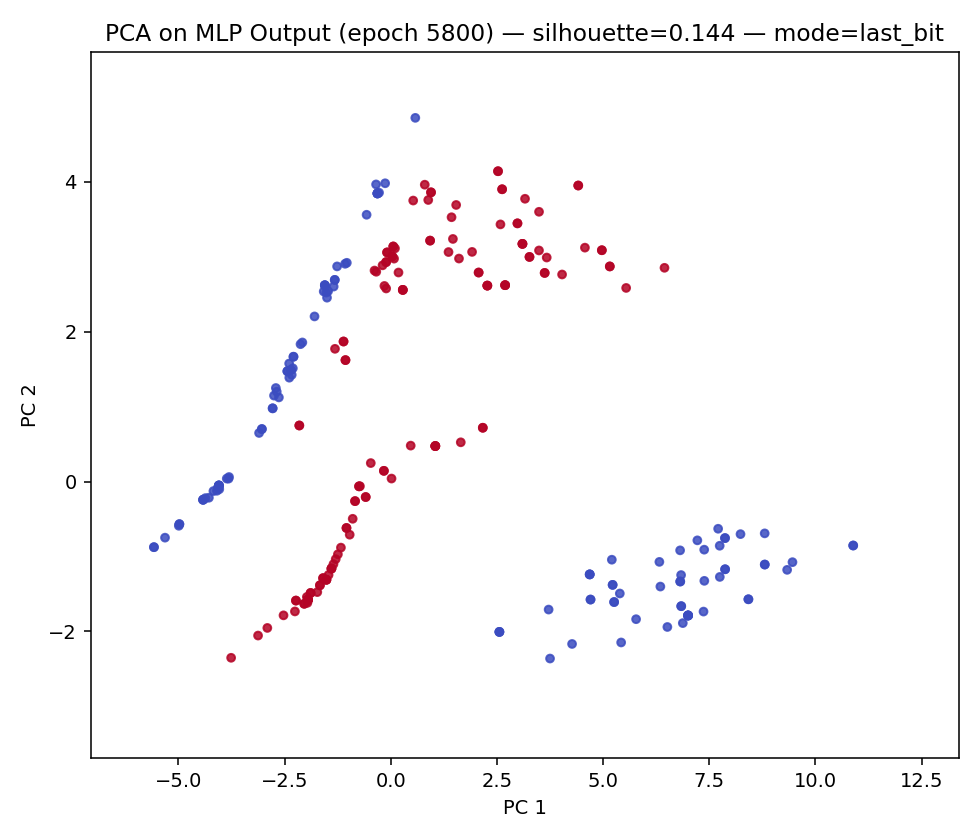 PCA on MLP Output (epoch 5800) — silhouette=0.144 — mode=last_bit
PC 2
4
2
0
−2
−5.0 −2.5 0.0 2.5 5.0 7.5 10.0 12.5
PC 1